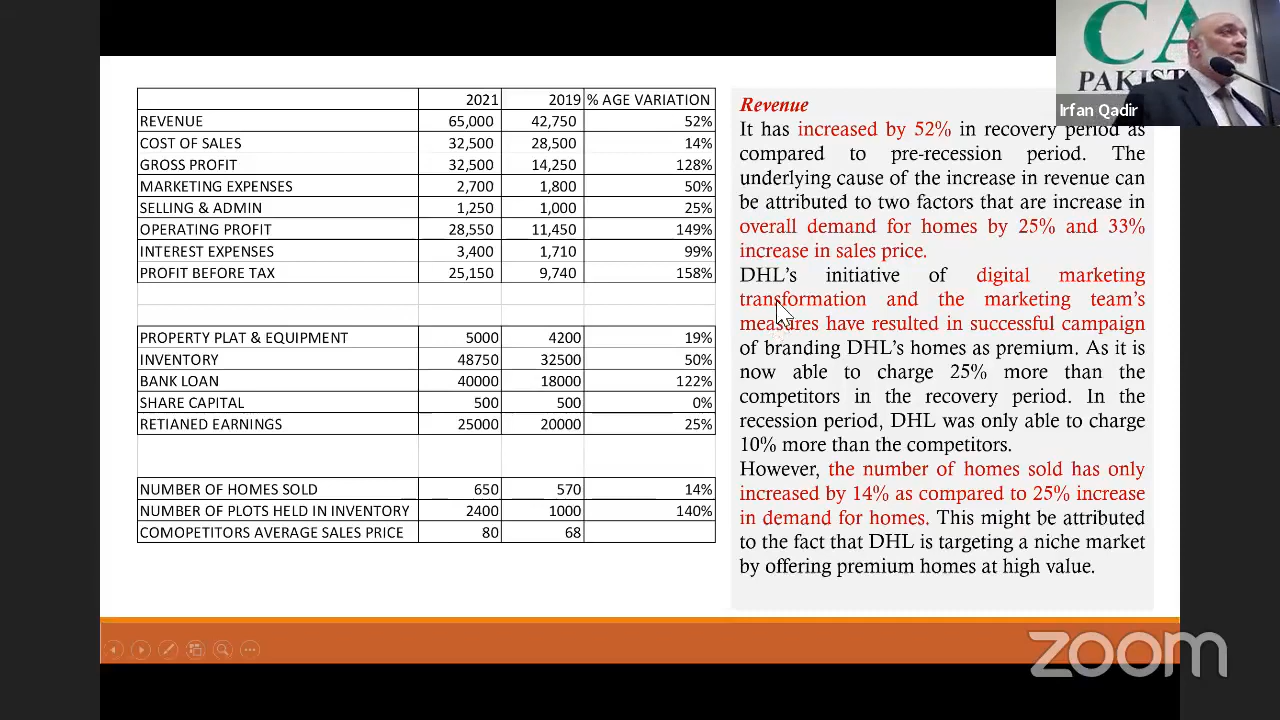 2021 2019 % AGE VARIATION
REVENUE 65,000 42,750 52%
COST OF SALES 32,500 28,500 14%
GROSS PROFIT 32,500 14,250 128%
MARKETING EXPENSES 2,700 1,800 50%
SELLING & ADMIN 1,250 1,000 25%
OPERATING PROFIT 28,550 11,450 149%
INTEREST EXPENSES 3,400 1,710 99%
PROFIT BEFORE TAX 25,150 9,740 158%
PROPERTY PLAT & EQUIPMENT 5000 4200 19%
INVENTORY 48750 32500 50%
BANK LOAN 40000 18000 122%
SHARE CAPITAL 500 500 0%
RETIANED EARNINGS 25000 20000 25%
NUMBER OF HOMES SOLD 650 570 14%
NUMBER OF PLOTS HELD IN INVENTORY 2400 1000 140%
COMOPETITORS AVERAGE SALES PRICE 80 68
Revenue
It has increased by 52% in recovery period as
compared to pre-recession period. The
underlying cause of the increase in revenue can
be attributed to two factors that are increase in
overall demand for homes by 25% and 33%
increase in sales price.
DHL's initiative of digital marketing
transformation and the marketing team's
measures have resulted in successful campaign
of branding DHL's homes as premium. As it is
now able to charge 25% more than the
competitors in the recovery period. In the
recession period, DHL was only able to charge
10% more than the competitors.
However, the number of homes sold has only
increased by 14% as compared to 25% increase
in demand for homes. This might be attributed
to the fact that DHL is targeting a niche market
by offering premium homes at high value.
CA
PAKIST
Irfan Qadir
zoom